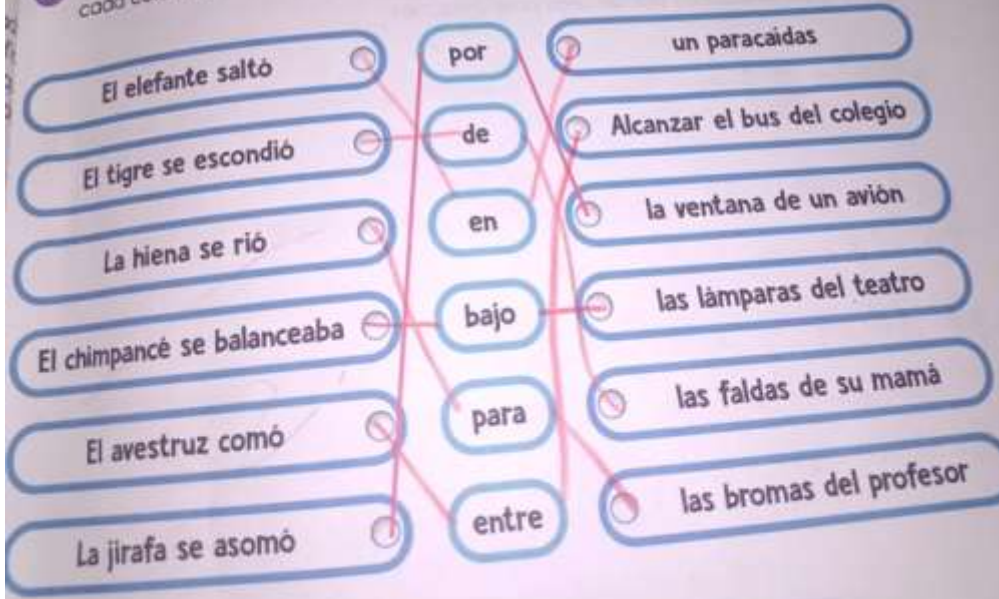 El elefante saltó
por
un paracaidas
El tigre se escondió
de
Alcanzar el bus del colegio
La hiena se rió
en
la ventana de un avión
El chimpancé se balanceaba
bajo
las lámparas del teatro
El avestruz comó
para
las faldas de su mamá
La jirafa se asomó
entre
las bromas del profesor